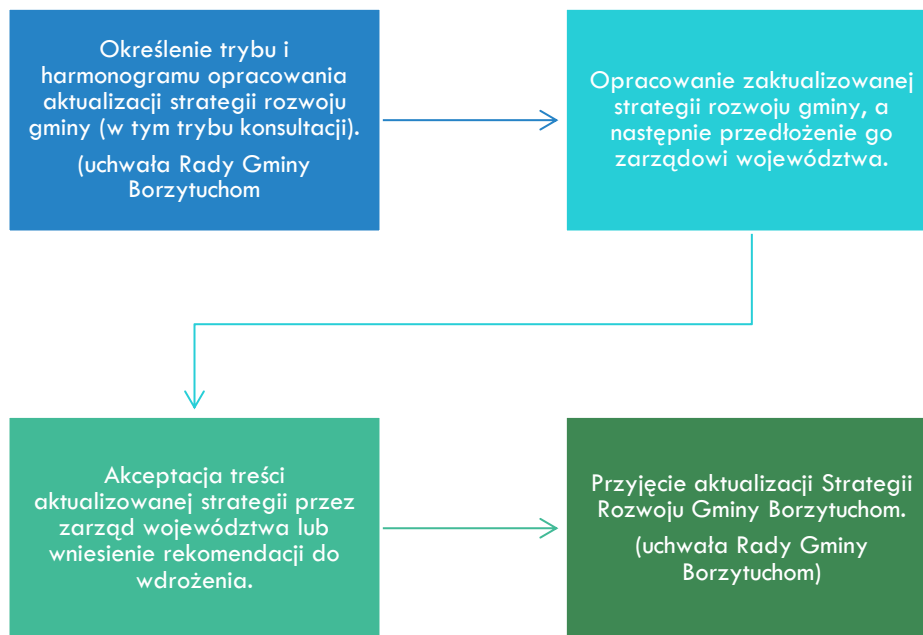 Określenie trybu i
harmonogramu opracowania
aktualizacji strategii rozwoju
gminy (w tym trybu konsultacji).
(uchwała Rady Gminy
Borzytuchom
Opracowanie zaktualizowanej
strategii rozwoju gminy, a
następnie przedłożenie go
zarządowi województwa.
Akceptacja treści
aktualizowanej strategii przez
zarząd województwa lub
wniesienie rekomendacji do
wdrożenia.
Przyjęcie aktualizacji Strategii
Rozwoju Gminy Borzytuchom.
(uchwała Rady Gminy
Borzytuchom)